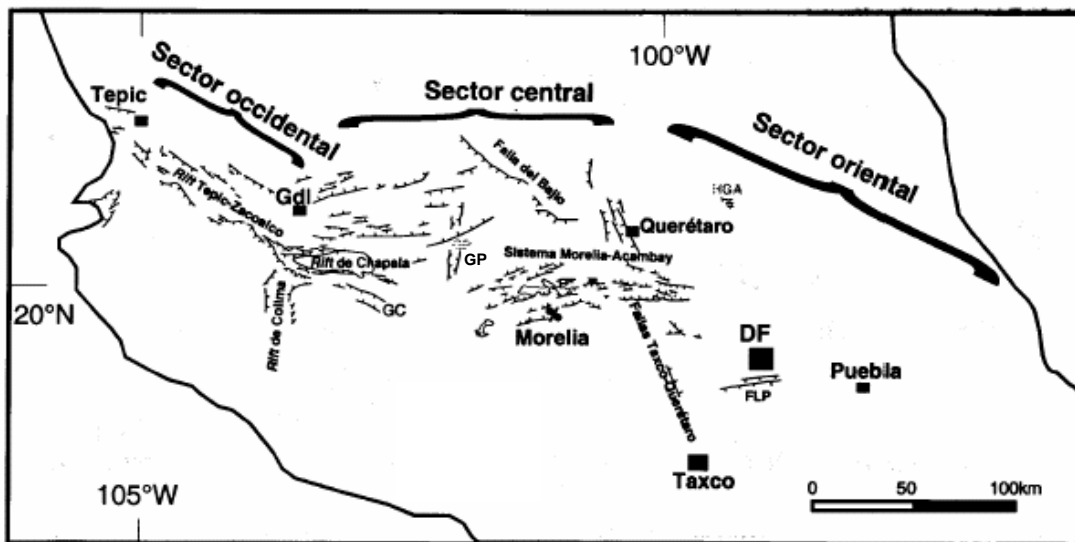 100°W
Sector occidental
Sector central
Sector oriental
Tepic
Falla del Bajío
HGA
Rift Tepic-Zacoalco
Gdl
Querétaro
Sistema Morelia-Acambay
Rift de Chapala
GP
20°N
Rift de Colima
GC
Morelia
Fallas Taxco-Querétaro
DF
FLP
Puebla
Taxco
105°W
0 50 100km